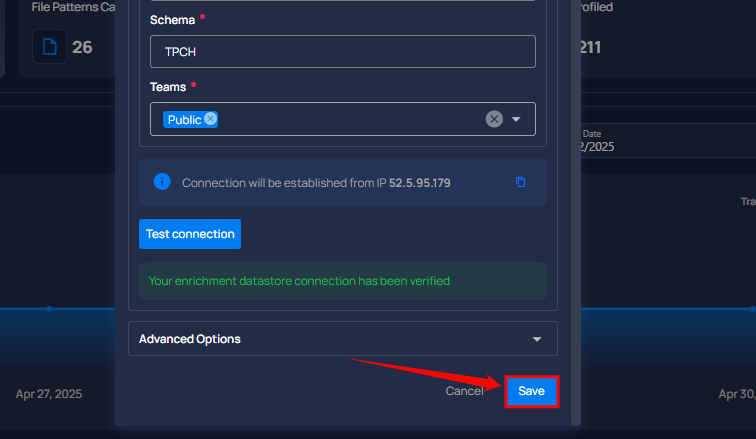 File Patterns Ca
26
Schema
TPCH
Teams
Public
Connection will be established from IP 52.5.95.179
Test connection
Your enrichment datastore connection has been verified
Advanced Options
Cancel
Save
rofiled
211
Date
2/2025
Tra
Apr 27, 2025
Apr 30,